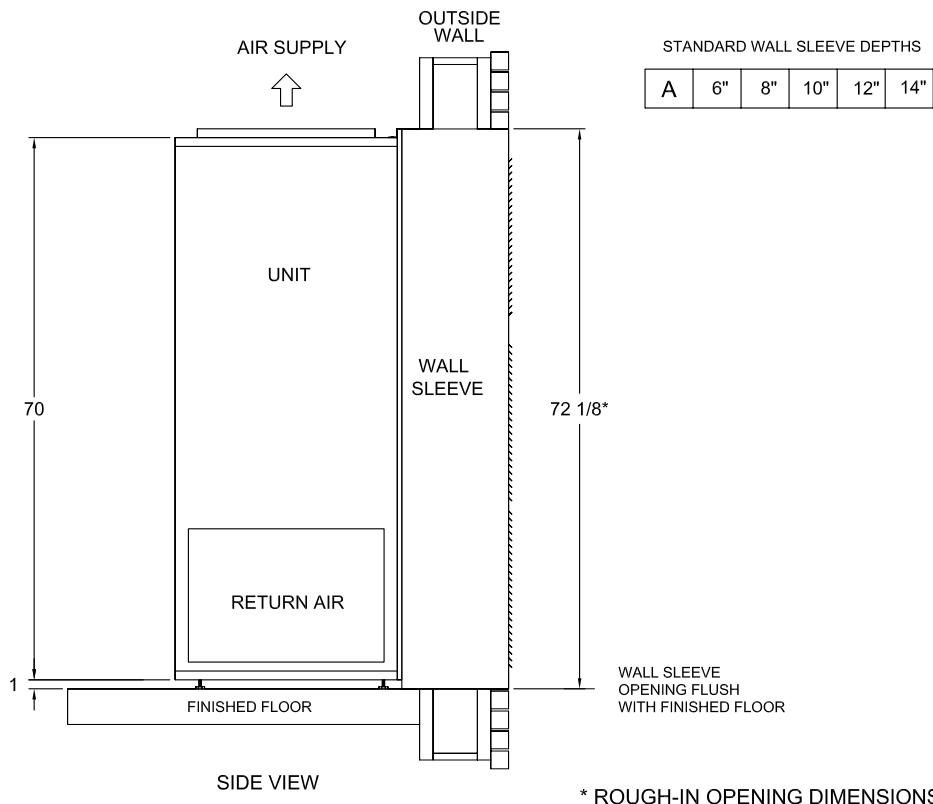 OUTSIDE
WALL
AIR SUPPLY
STANDARD WALL SLEEVE DEPTHS
A 6" 8" 10" 12" 14"
UNIT
WALL
SLEEVE
70
72 1/8*
RETURN AIR
1
WALL SLEEVE
OPENING FLUSH
WITH FINISHED FLOOR
FINISHED FLOOR
SIDE VIEW
* ROUGH-IN OPENING DIMENSIONS